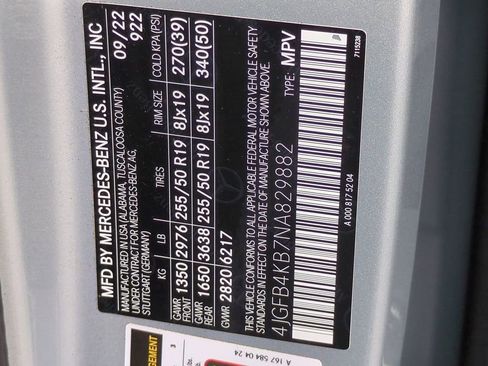 MFD BY MERCEDES-BENZ U.S. INTL., INC
MANUFACTURED IN USA (ALABAMA, TUSCALOOSA COUNTY) 09/22
UNDER CONTRACT FOR MERCEDES-BENZ AG, 922
STUTTGART (GERMANY)
KG LB TIRES RIM SIZE COLD KPA (PSI)
GAWR FRONT 1350 2976 255/50 R19 8Jx19 270(39)
GAWR REAR 1650 3638 255/50 R19 8Jx19 340(50)
GVWR 2820 6217
THIS VEHICLE CONFORMS TO ALL APPLICABLE FEDERAL MOTOR VEHICLE SAFETY
STANDARDS IN EFFECT ON THE DATE OF MANUFACTURE SHOWN ABOVE.
4JGFB4KB7NA829882 TYPE: MPV
A 000 817 52 04 7115238
A 167 584 04 24
3